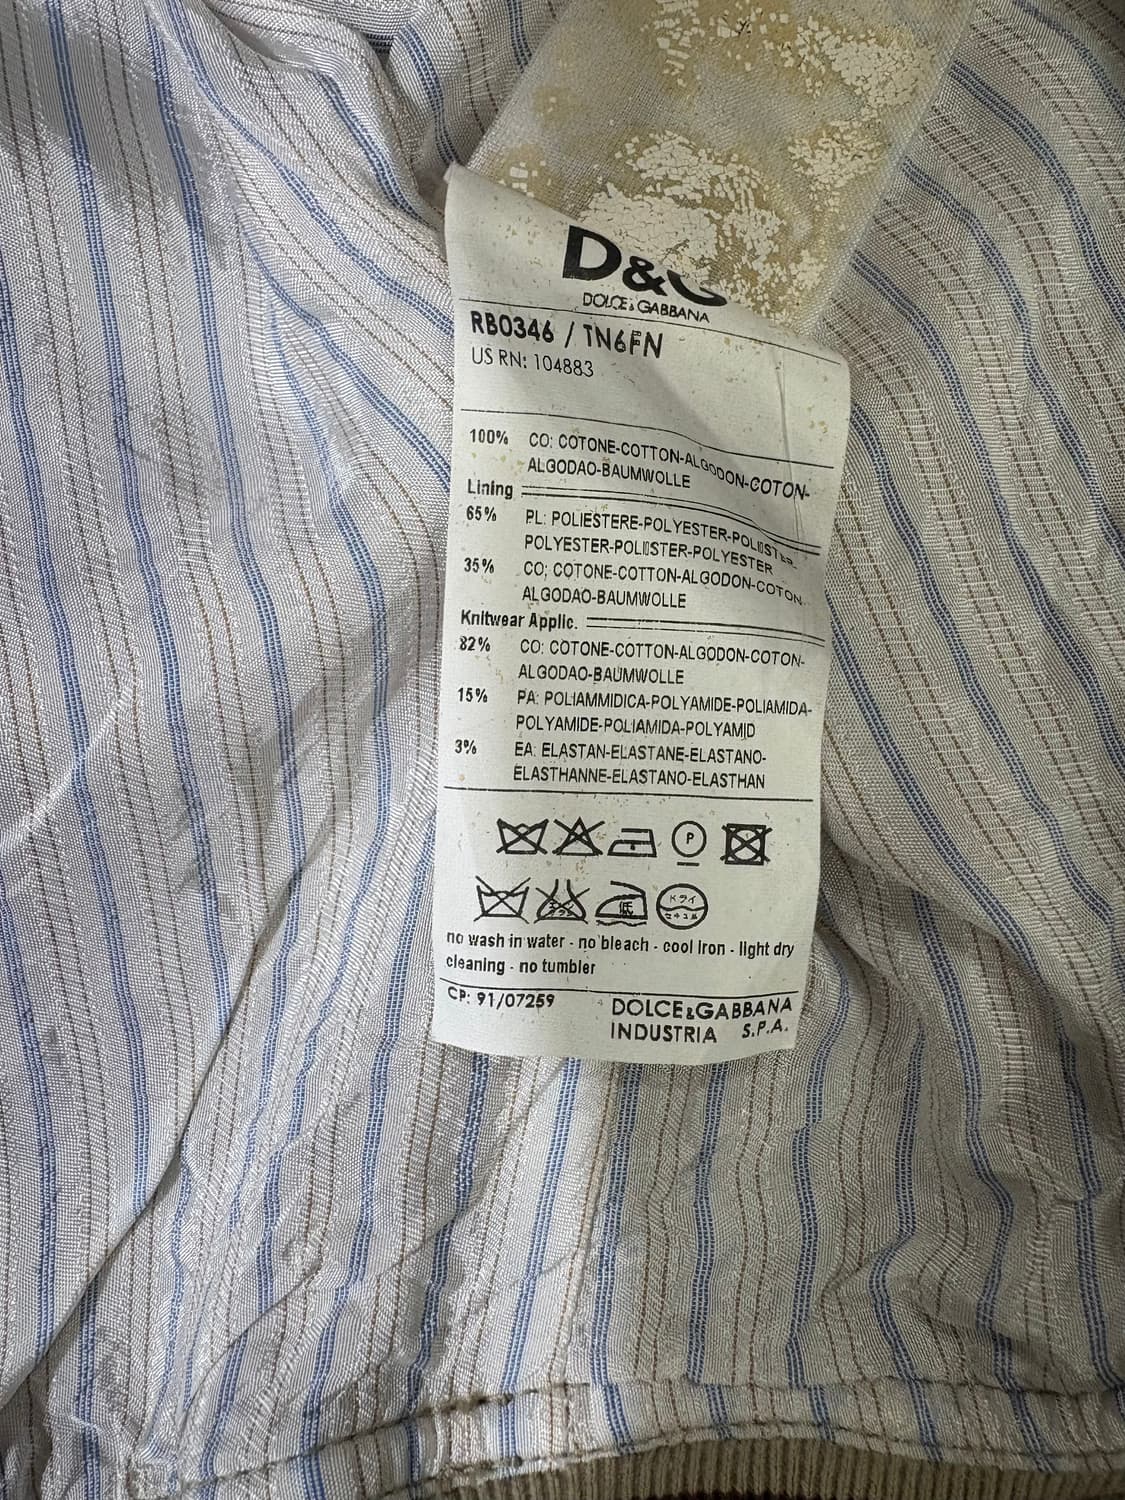 D&G
DOLCE&GABBANA
RB0346 / TN6FN
US RN: 104883
100% CO: COTONE-COTTON-ALGODON-COTON-
ALGODAO-BAUMWOLLE
Lining
65% PL: POLIESTERE-POLYESTER-POLIESTER-
POLYESTER-POLIESTER-POLYESTER
35% CO; COTONE-COTTON-ALGODON-COTON-
ALGODAO-BAUMWOLLE
Knitwear Applic.
82% CO: COTONE-COTTON-ALGODON-COTON-
ALGODAO-BAUMWOLLE
15% PA: POLIAMMIDICA-POLYAMIDE-POLIAMIDA-
POLYAMIDE-POLIAMIDA-POLYAMID
3% EA: ELASTAN-ELASTANE-ELASTANO-
ELASTHANNE-ELASTANO-ELASTHAN
P
低 ドライ
no wash in water - no bleach - cool Iron - light dry
cleaning - no tumbler
CP: 91/07259 DOLCE&GABBANA
INDUSTRIA S.P.A.